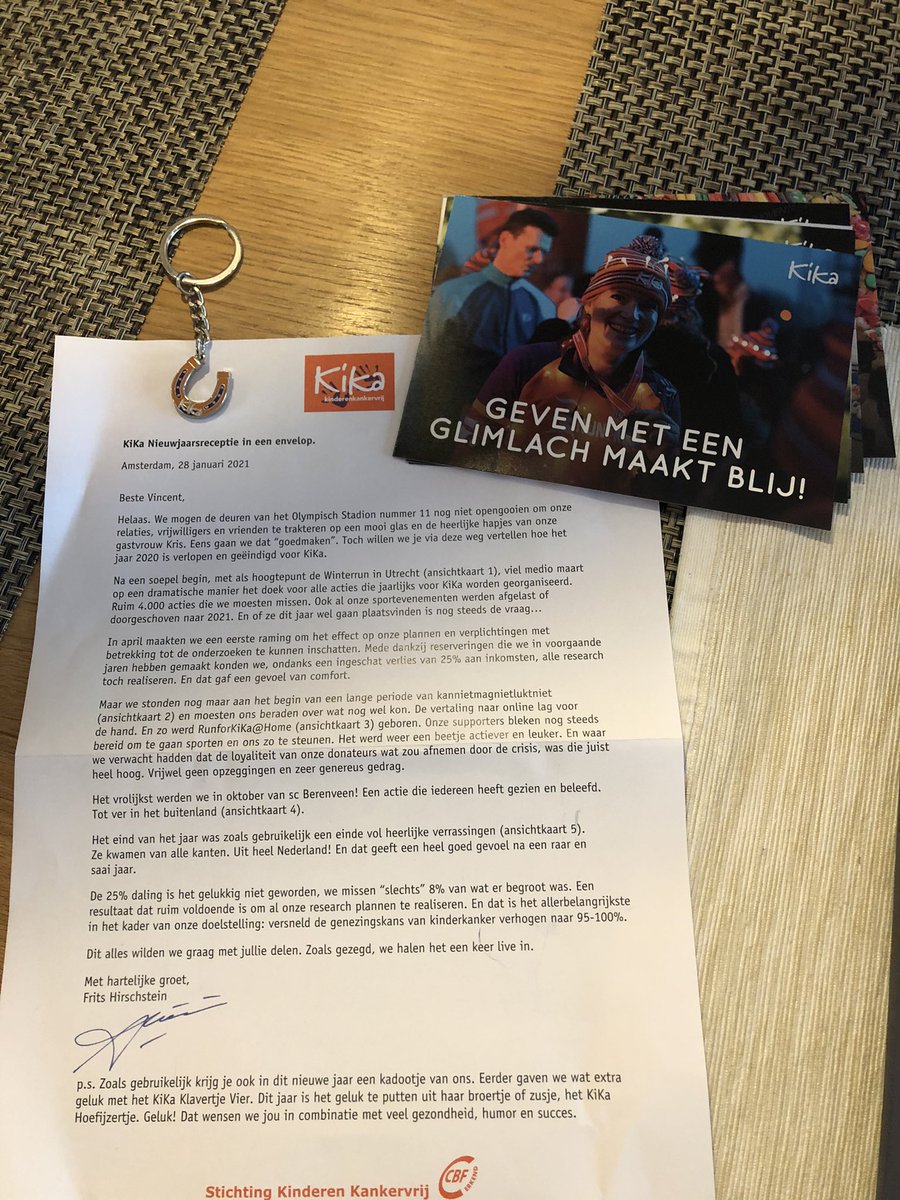 KiKa
kinderenkankervrij
KiKa
GEVEN MET EEN
GLIMLACH MAAKT BLIJ!
KiKa Nieuwjaarsreceptie in een envelop.
Amsterdam, 28 januari 2021
Beste Vincent,
Helaas. We mogen de deuren van het Olympisch Stadion nummer 11 nog niet opengooien om onze
relaties, vrijwilligers en vrienden te trakteren op een mooi glas en de heerlijke hapjes van onze
gastvrouw Kris. Eens gaan we dat “goedmaken”. Toch willen we je via deze weg vertellen hoe het
jaar 2020 is verlopen en geëindigd voor KiKa.
Na een soepel begin, met als hoogtepunt de Winterrun in Utrecht (ansichtkaart 1), viel medio maart
op een dramatische manier het doek voor alle acties die jaarlijks voor KiKa worden georganiseerd.
Ruim 4.000 acties die we moesten missen. Ook al onze sportevenementen werden afgelast of
doorgeschoven naar 2021. En of ze dit jaar wel gaan plaatsvinden is nog steeds de vraag...
In april maakten we een eerste raming om het effect op onze plannen en verplichtingen met
betrekking tot de onderzoeken te kunnen inschatten. Mede dankzij reserveringen die we in voorgaande
jaren hebben gemaakt konden we, ondanks een ingeschat verlies van 25% aan inkomsten, alle research
toch realiseren. En dat gaf een gevoel van comfort.
Maar we stonden nog maar aan het begin van een lange periode van kannietmagnietluktniet
(ansichtkaart 2) en moesten ons beraden over wat nog wel kon. De vertaling naar online lag voor
de hand. En zo werd RunforKiKa@Home (ansichtkaart 3) geboren. Onze supporters bleken nog steeds
bereid om te gaan sporten en ons zo te steunen. Het werd weer een beetje actiever en leuker. En waar
we verwacht hadden dat de loyaliteit van onze donateurs wat zou afnemen door de crisis, was die juist
heel hoog. Vrijwel geen opzeggingen en zeer genereus gedrag.
Het vrolijkst werden we in oktober van sc Berenveen! Een actie die iedereen heeft gezien en beleefd.
Tot ver in het buitenland (ansichtkaart 4).
Het eind van het jaar was zoals gebruikelijk een einde vol heerlijke verrassingen (ansichtkaart 5).
Ze kwamen van alle kanten. Uit heel Nederland! En dat geeft een heel goed gevoel na een raar en
saai jaar.
De 25% daling is het gelukkig niet geworden, we missen “slechts” 8% van wat er begroot was. Een
resultaat dat ruim voldoende is om al onze research plannen te realiseren. En dat is het allerbelangrijkste
in het kader van onze doelstelling: versneld de genezingskans van kinderkanker verhogen naar 95-100%.
Dit alles wilden we graag met jullie delen. Zoals gezegd, we halen het een keer live in.
Met hartelijke groet,
Frits Hirschstein
p.s. Zoals gebruikelijk krijg je ook in dit nieuwe jaar een kadootje van ons. Eerder gaven we wat extra
geluk met het KiKa Klavertje Vier. Dit jaar is het geluk te putten uit haar broertje of zusje, het KiKa
Hoefijzertje. Geluk! Dat wensen we jou in combinatie met veel gezondheid, humor en succes.
Stichting Kinderen Kankervrij
CBF
ERKEND